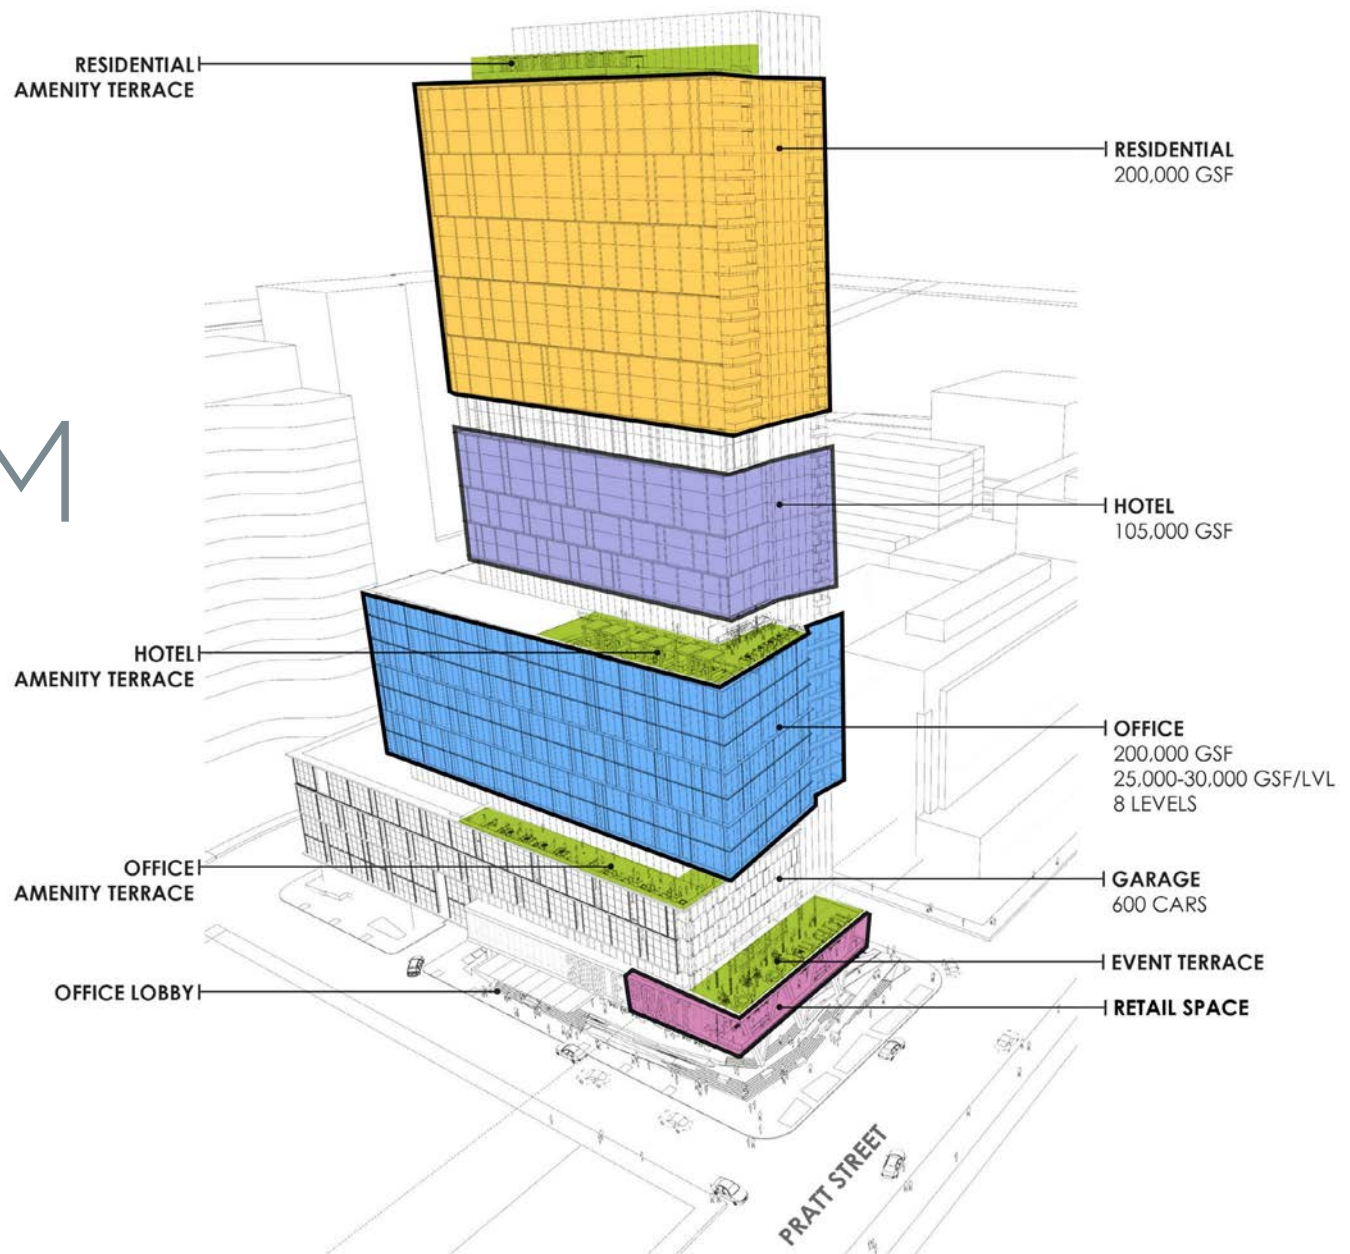 RESIDENTIAL
AMENITY TERRACE
RESIDENTIAL
200,000 GSF
M
HOTEL
105,000 GSF
HOTEL
AMENITY TERRACE
OFFICE
200,000 GSF
25,000-30,000 GSF/LVL
8 LEVELS
OFFICE
AMENITY TERRACE
GARAGE
600 CARS
EVENT TERRACE
OFFICE LOBBY
RETAIL SPACE
PRATT STREET